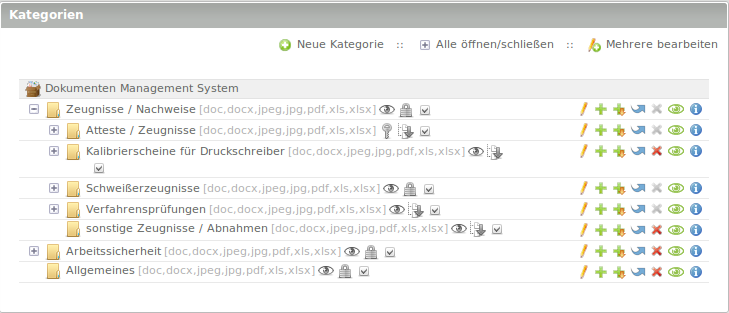 Kategorien
Neue Kategorie :: Alle öffnen/schließen :: Mehrere bearbeiten
Dokumenten Management System
Zeugnisse / Nachweise [doc,docx,jpeg,jpg,pdf,xls,xlsx]
Atteste / Zeugnisse [doc,docx,jpeg,jpg,pdf,xls,xlsx]
Kalibrierscheine für Druckschreiber [doc,docx,jpeg,jpg,pdf,xls,xlsx]
Schweißerzeugnisse [doc,docx,jpeg,jpg,pdf,xls,xlsx]
Verfahrensprüfungen [doc,docx,jpeg,jpg,pdf,xls,xlsx]
sonstige Zeugnisse / Abnahmen [doc,docx,jpeg,jpg,pdf,xls,xlsx]
Arbeitssicherheit [doc,docx,jpeg,jpg,pdf,xls,xlsx]
Allgemeines [doc,docx,jpeg,jpg,pdf,xls,xlsx]